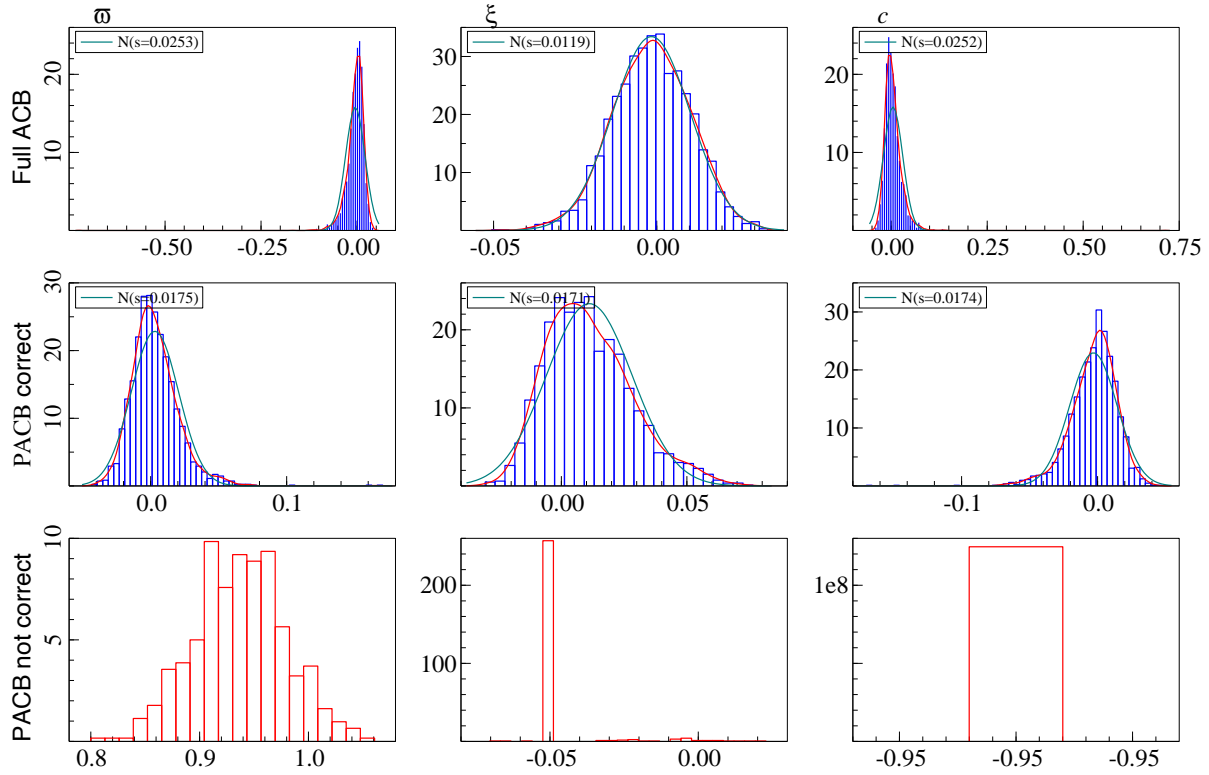 ϖ ξ c
Full ACB
N(s=0.0253)
20
10
-0.50 -0.25 0.00
N(s=0.0119)
30
20
10
-0.05 0.00
N(s=0.0252)
20
10
0.00 0.25 0.50 0.75
PACB correct
N(s=0.0175)
30
20
10
0.0 0.1
N(s=0.0171)
20
10
0.00 0.05
N(s=0.0174)
30
20
10
-0.1 0.0
PACB not correct
10
5
0.8 0.9 1.0
200
100
-0.05 0.00
1e8
-0.95 -0.95 -0.95